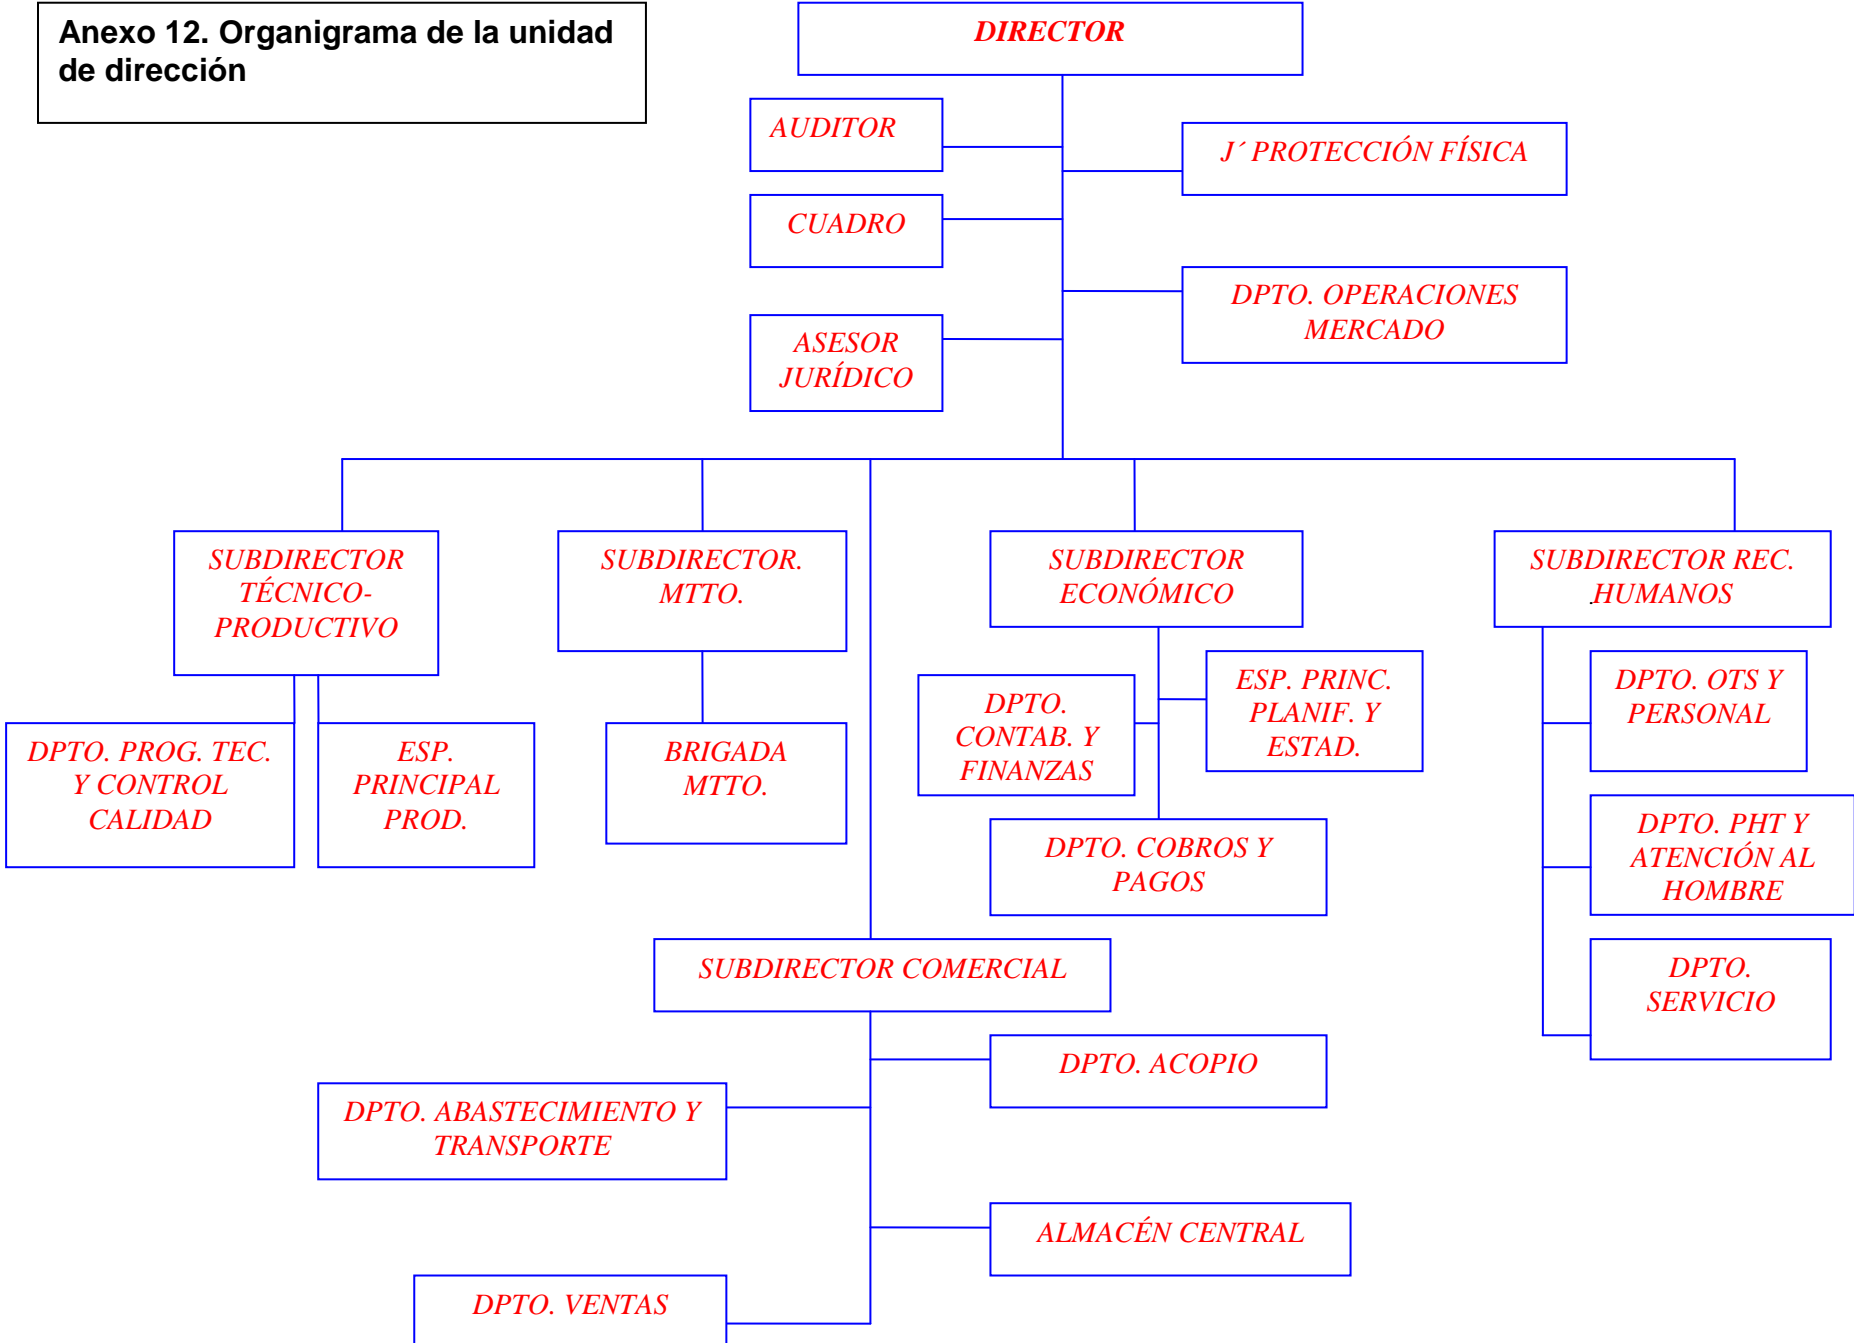 Anexo 12. Organigrama de la unidad
de dirección
DIRECTOR
AUDITOR
J´ PROTECCIÓN FÍSICA
CUADRO
DPTO. OPERACIONES
MERCADO
ASESOR
JURÍDICO
SUBDIRECTOR
TÉCNICO-
PRODUCTIVO
SUBDIRECTOR.
MTTO.
SUBDIRECTOR
ECONÓMICO
SUBDIRECTOR REC.
.HUMANOS
DPTO. PROG. TEC.
Y CONTROL
CALIDAD
ESP.
PRINCIPAL
PROD.
BRIGADA
MTTO.
DPTO.
CONTAB. Y
FINANZAS
ESP. PRINC.
PLANIF. Y
ESTAD.
DPTO. COBROS Y
PAGOS
DPTO. OTS Y
PERSONAL
DPTO. PHT Y
ATENCIÓN AL
HOMBRE
DPTO.
SERVICIO
SUBDIRECTOR COMERCIAL
DPTO. ACOPIO
DPTO. ABASTECIMIENTO Y
TRANSPORTE
ALMACÉN CENTRAL
DPTO. VENTAS